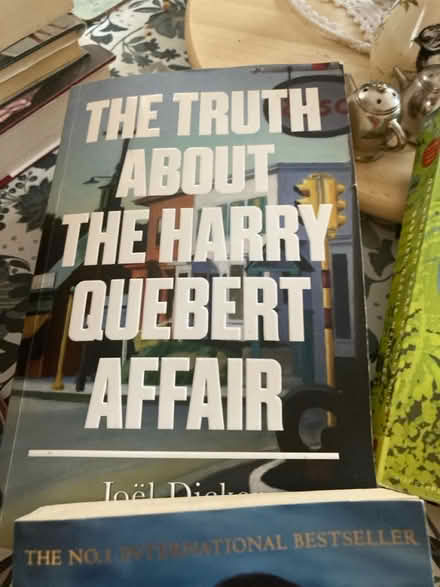 THE TRUTH
ABOUT
THE HARRY
QUEBERT
AFFAIR
Joël
THE NO.1 INTERNATIONAL BESTSELLER